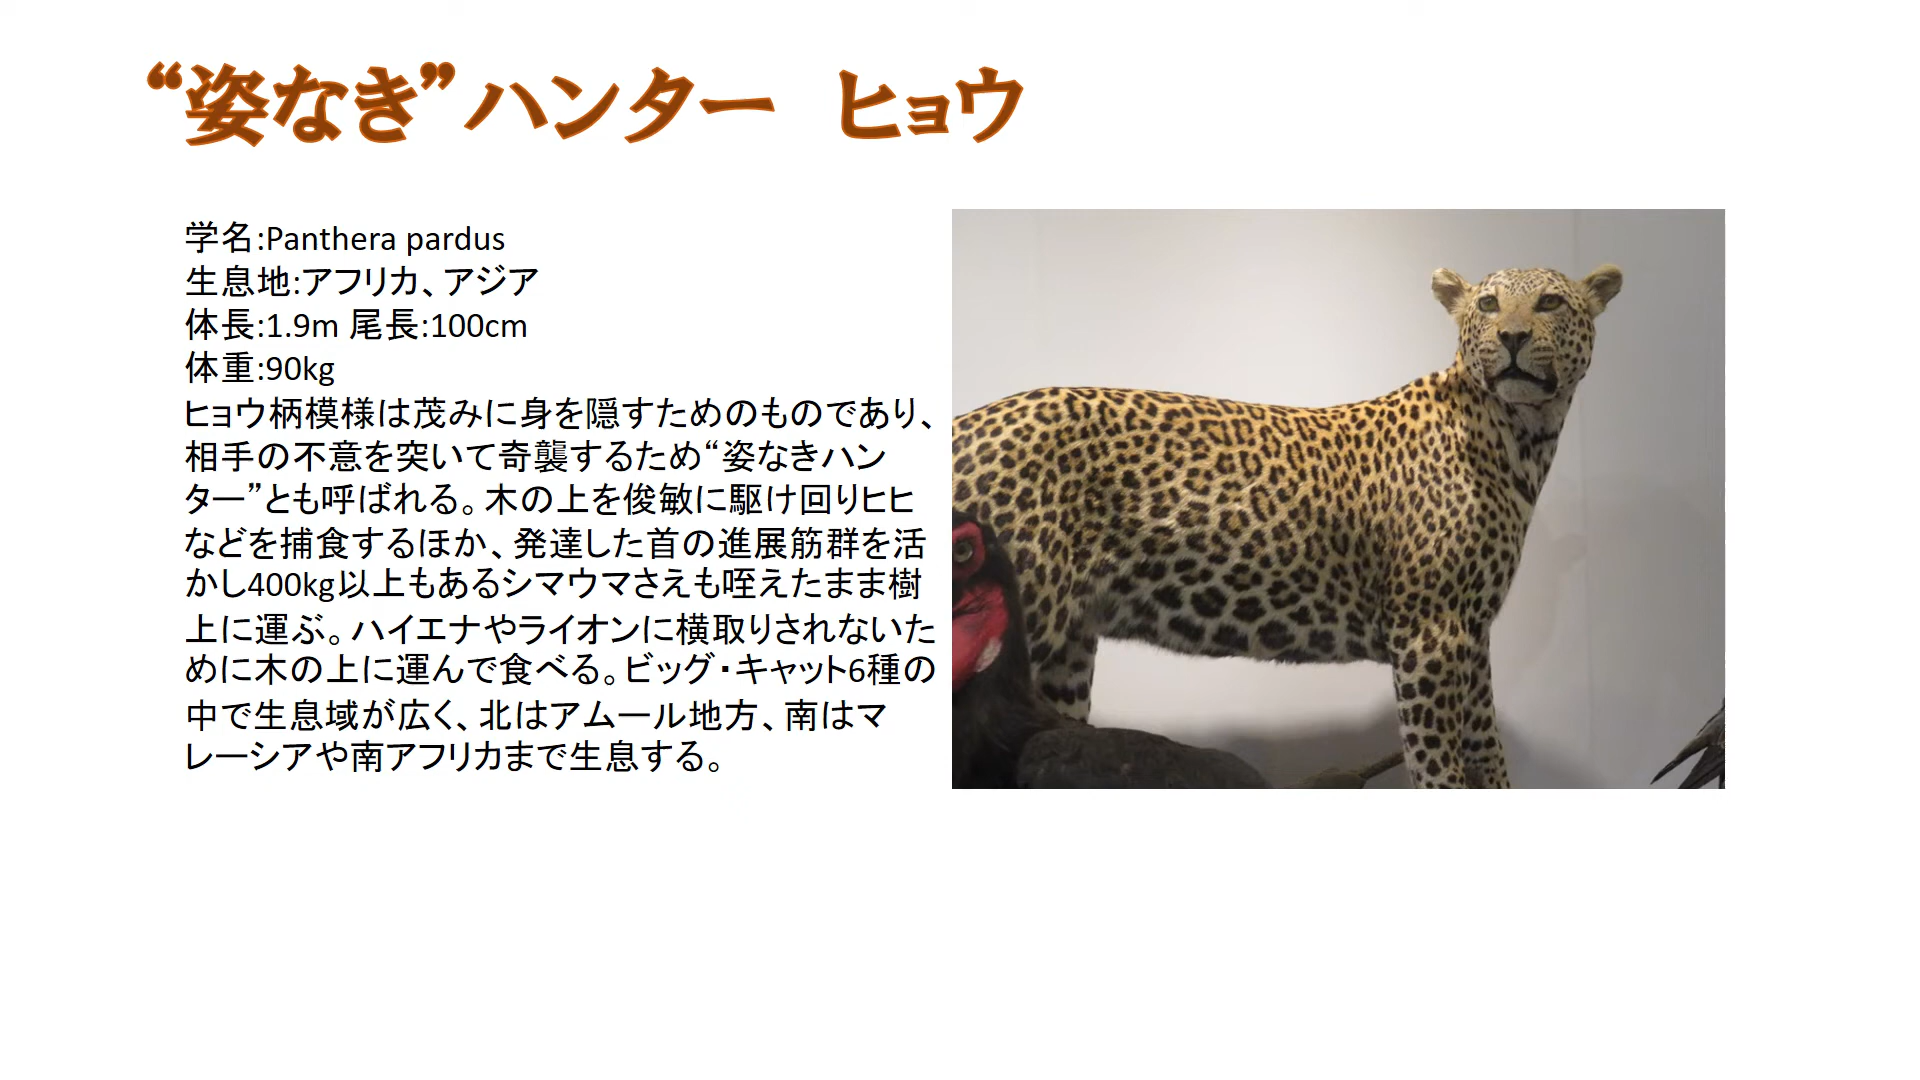 “姿なき”ハンター　ヒョウ
学名:Panthera pardus
生息地:アフリカ、アジア
体長:1.9m 尾長:100cm
体重:90kg
ヒョウ柄模様は茂みに身を隠すためのものであり、
相手の不意を突いて奇襲するため“姿なきハン
ター”とも呼ばれる。木の上を俊敏に駆け回りヒヒ
などを捕食するほか、発達した首の進展筋群を活
かし400kg以上もあるシマウマさえも咥えたまま樹
上に運ぶ。ハイエナやライオンに横取りされないた
めに木の上に運んで食べる。ビッグ・キャット6種の
中で生息域が広く、北はアムール地方、南はマ
レーシアや南アフリカまで生息する。